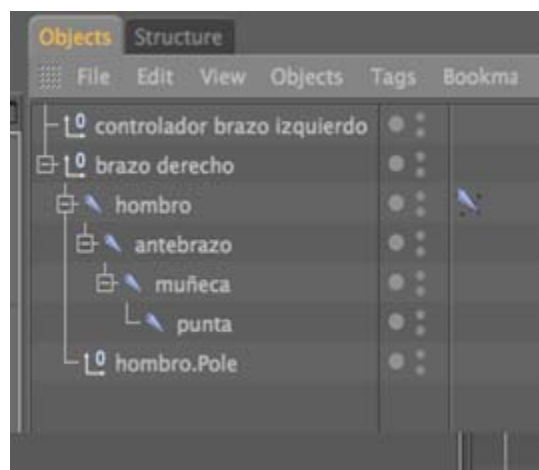 Objects Structure
File Edit View Objects Tags Bookma
controlador brazo izquierdo
brazo derecho
hombro
antebrazo
muñeca
punta
hombro.Pole